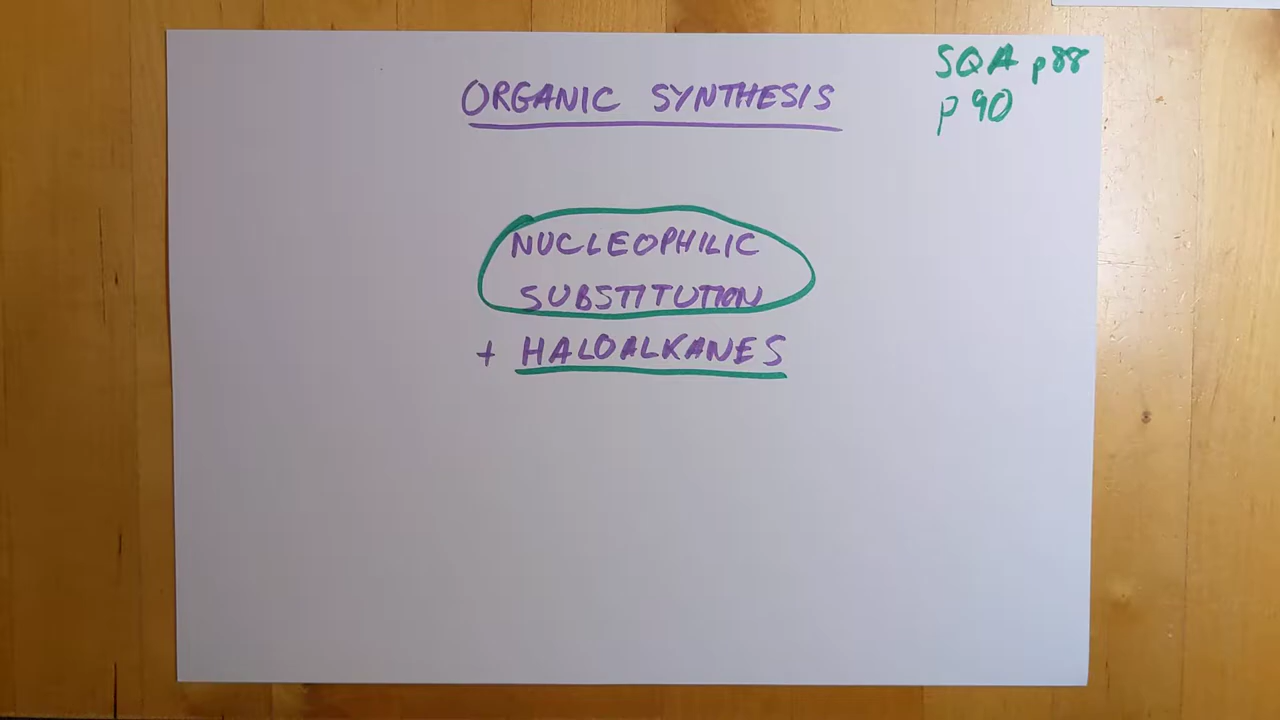 SQA p88
p90
ORGANIC SYNTHESIS
NUCLEOPHILIC
SUBSTITUTION
+ HALOALKANES